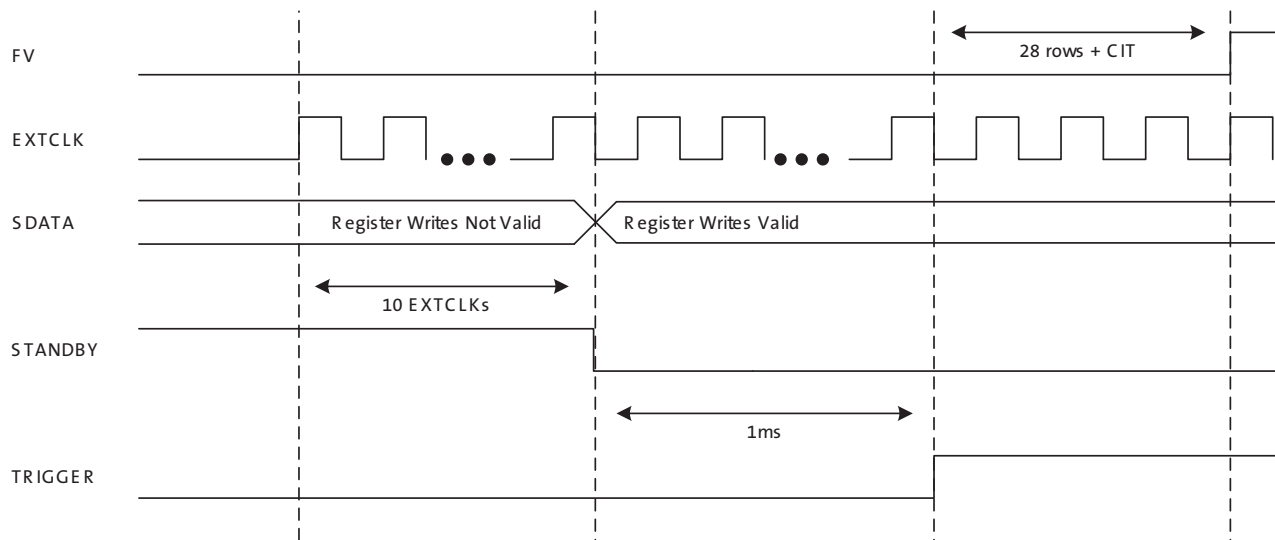 FV
28 rows + CIT
EXTCLK
SDATA
Register Writes Not Valid
Register Writes Valid
10 EXTCLKs
STANDBY
1ms
TRIGGER